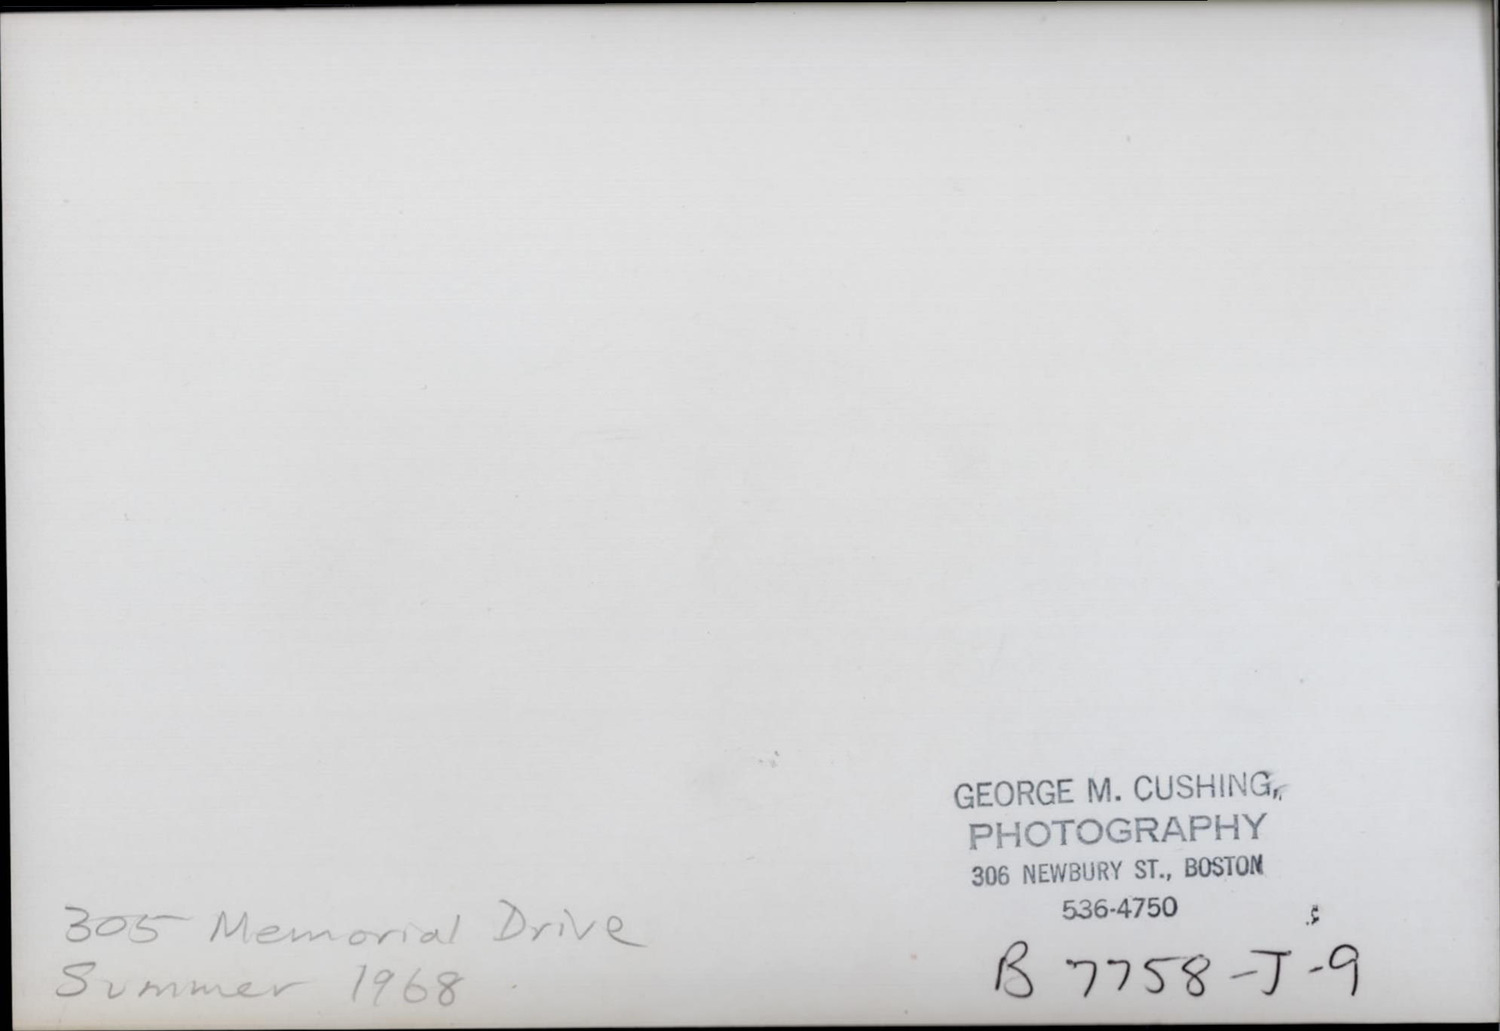 GEORGE M. CUSHING,
PHOTOGRAPHY
306 NEWBURY ST., BOSTON
536-4750
B 7758-J-9
305 Memorial Drive
Summer 1968